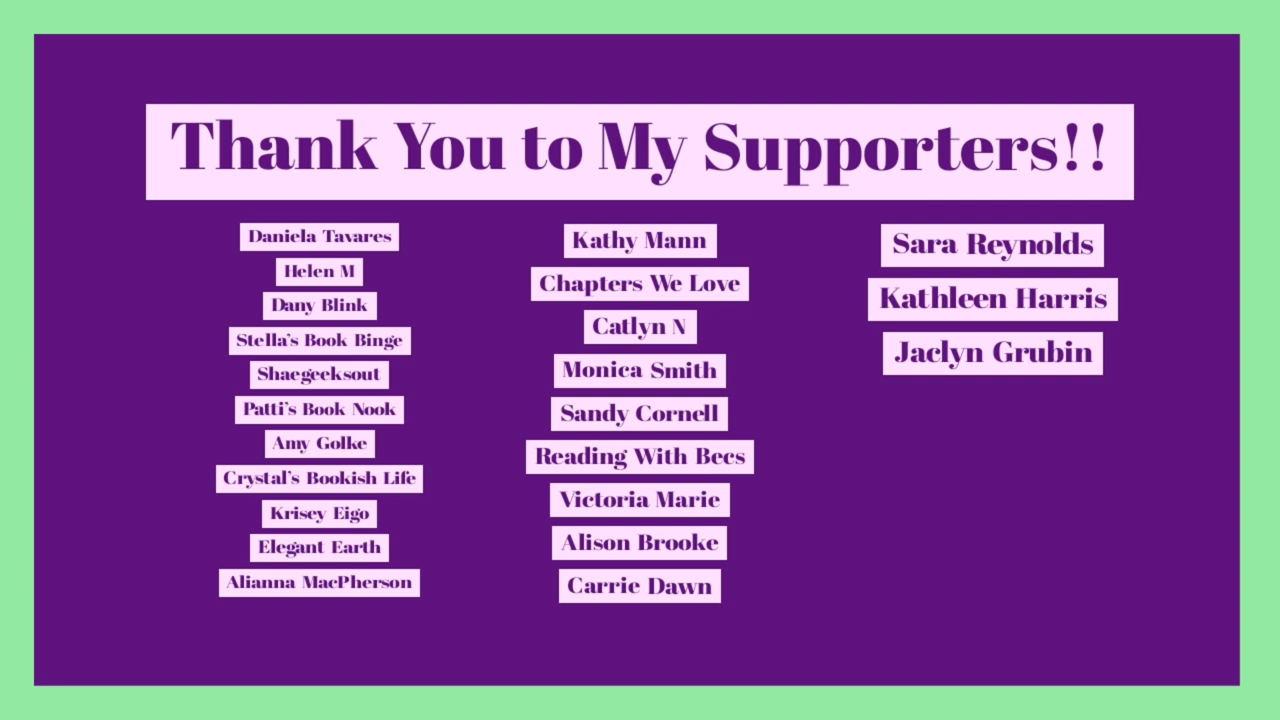 Thank You to My Supporters!!
Daniela Tavares
Helen M
Dany Blink
Stella's Book Binge
Shaegeeksout
Patti's Book Nook
Amy Golke
Crystal's Bookish Life
Krisey Eigo
Elegant Earth
Alianna MacPherson
Kathy Mann
Chapters We Love
Catlyn N
Monica Smith
Sandy Cornell
Reading With Becs
Victoria Marie
Alison Brooke
Carrie Dawn
Sara Reynolds
Kathleen Harris
Jaclyn Grubin